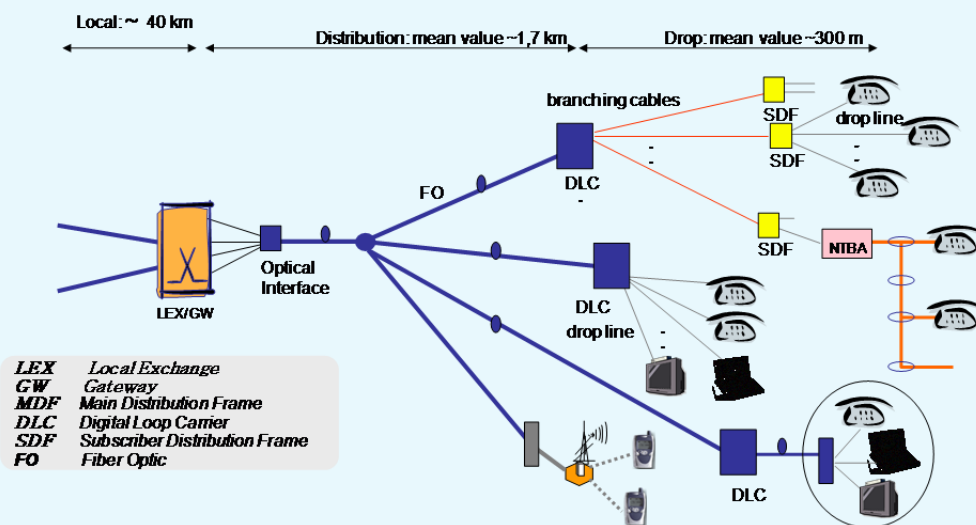 Local: ~ 40 km
Distribution: mean value ~1,7 km
Drop: mean value ~300 m
branching cables
SDF
drop line
SDF
FO
DLC
SDF
NTBA
Optical
Interface
LEX/GW
DLC
drop line
LEX Local Exchange
GW Gateway
MDF Main Distribution Frame
DLC Digital Loop Carrier
SDF Subscriber Distribution Frame
FO Fiber Optic
DLC